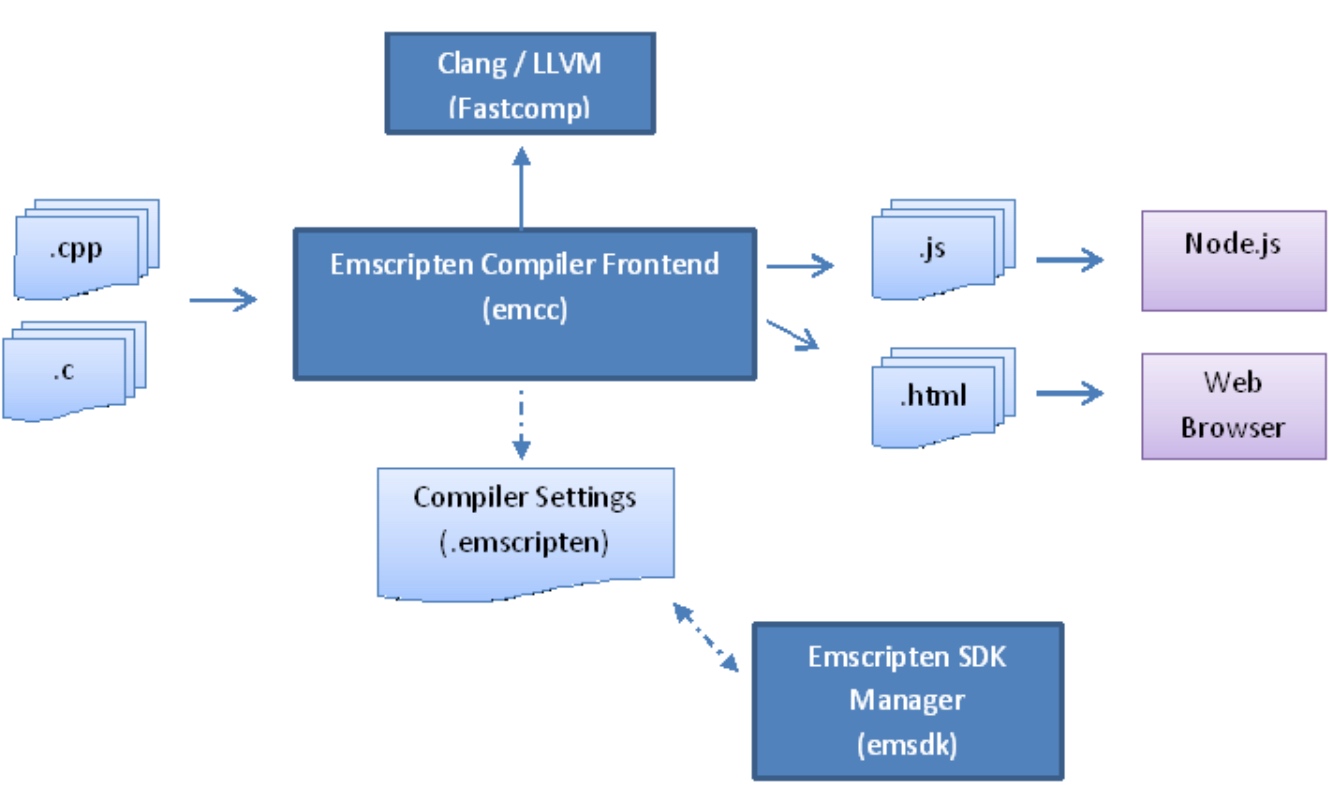 Clang / LLVM
(Fastcomp)
.cpp
.c
Emscripten Compiler Frontend
(emcc)
.js
.html
Node.js
Web
Browser
Compiler Settings
(.emscripten)
Emscripten SDK
Manager
(emsdk)